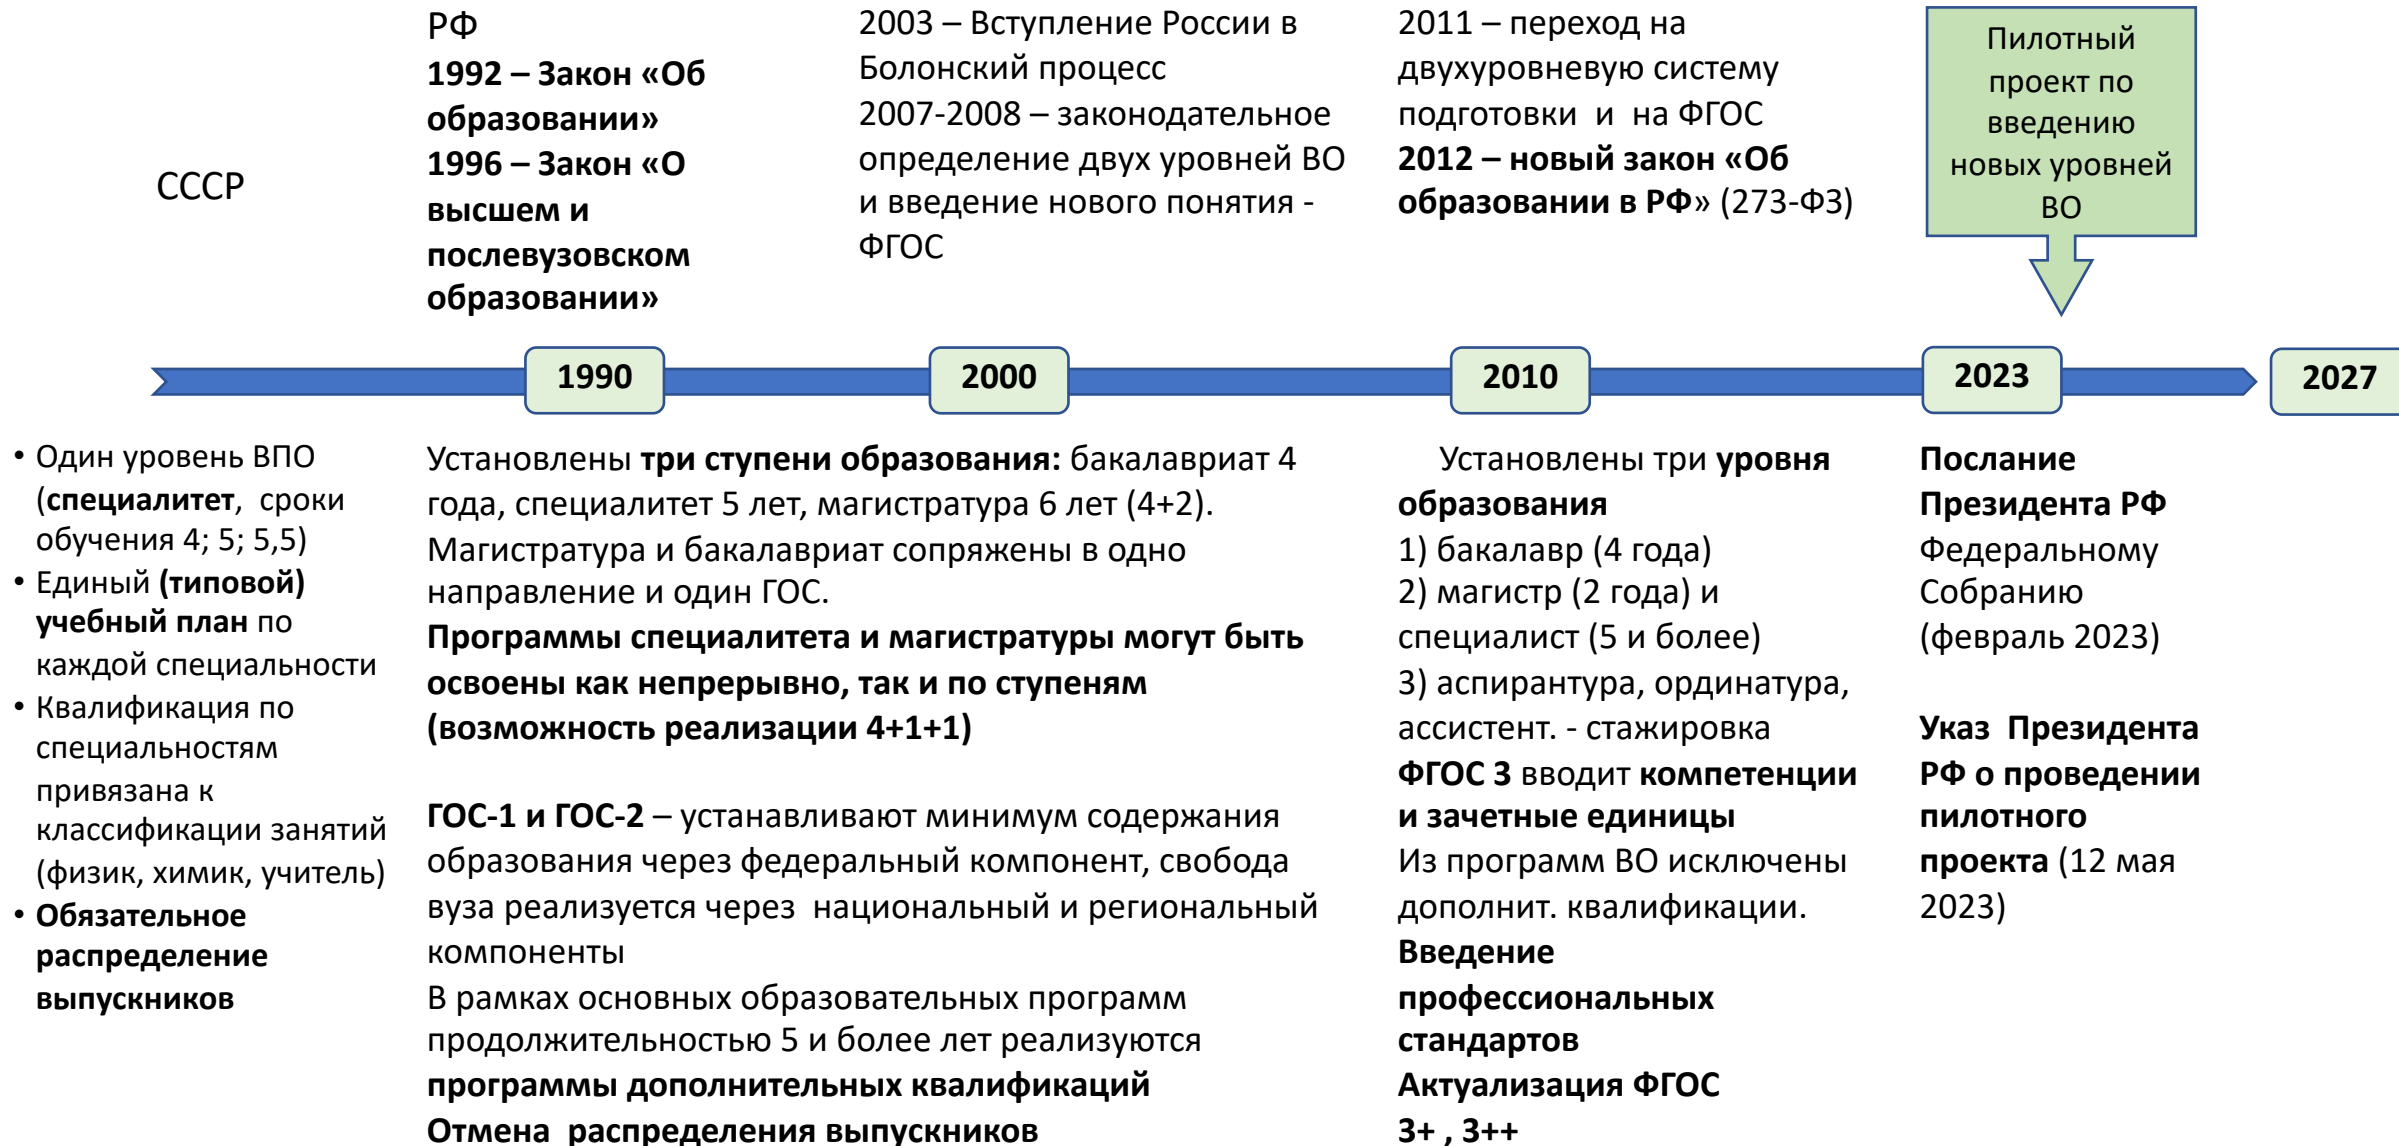 СССР
РФ
1992 – Закон «Об
образовании»
1996 – Закон «О
высшем и
послевузовском
образовании»
2003 – Вступление России в
Болонский процесс
2007-2008 – законодательное
определение двух уровней ВО
и введение нового понятия -
ФГОС
2011 – переход на
двухуровневую систему
подготовки и на ФГОС
2012 – новый закон «Об
образовании в РФ» (273-ФЗ)
Пилотный
проект по
введению
новых уровней
ВО
1990
2000
2010
2023
2027
• Один уровень ВПО
(специалитет, сроки
обучения 4; 5; 5,5)
• Единый (типовой)
учебный план по
каждой специальности
• Квалификация по
специальностям
привязана к
классификации занятий
(физик, химик, учитель)
• Обязательное
распределение
выпускников
Установлены три ступени образования: бакалавриат 4
года, специалитет 5 лет, магистратура 6 лет (4+2).
Магистратура и бакалавриат сопряжены в одно
направление и один ГОС.
Программы специалитета и магистратуры могут быть
освоены как непрерывно, так и по ступеням
(возможность реализации 4+1+1)
ГОС-1 и ГОС-2 – устанавливают минимум содержания
образования через федеральный компонент, свобода
вуза реализуется через национальный и региональный
компоненты
В рамках основных образовательных программ
продолжительностью 5 и более лет реализуются
программы дополнительных квалификаций
Отмена распределения выпускников
Установлены три уровня
образования
1) бакалавр (4 года)
2) магистр (2 года) и
специалист (5 и более)
3) аспирантура, ординатура,
ассистент. - стажировка
ФГОС 3 вводит компетенции
и зачетные единицы
Из программ ВО исключены
дополнит. квалификации.
Введение
профессиональных
стандартов
Актуализация ФГОС
3+ , 3++
Послание
Президента РФ
Федеральному
Собранию
(февраль 2023)
Указ Президента
РФ о проведении
пилотного
проекта (12 мая
2023)